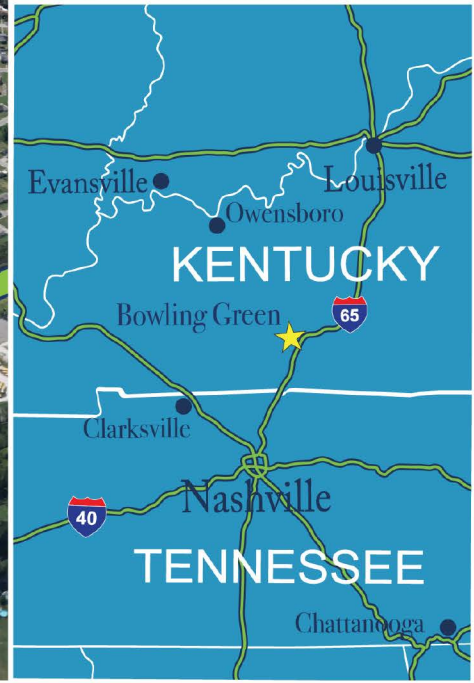 Evansville
Louisville
Owensboro
KENTUCKY
Bowling Green
65
Clarksville
Nashville
40
TENNESSEE
Chattanooga